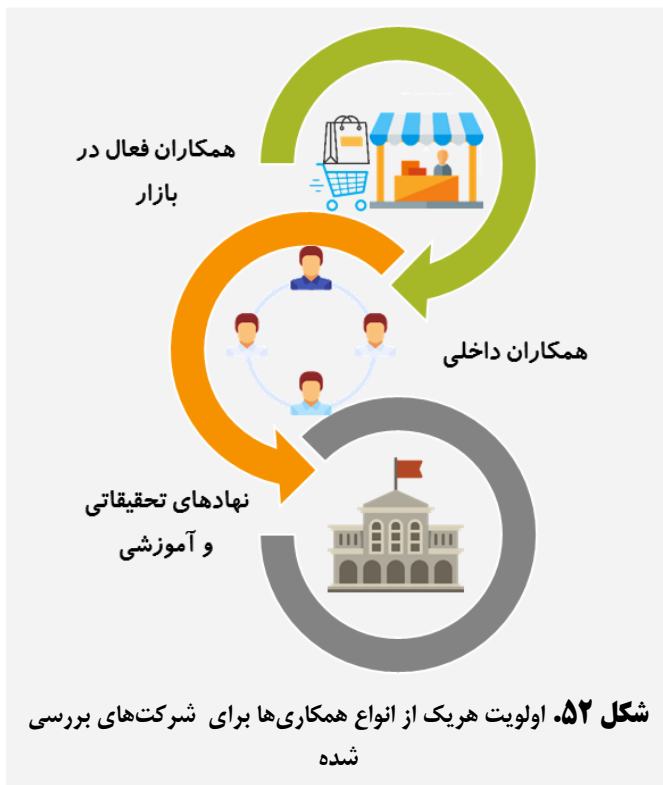 همکاران فعال در
بازار
همکاران داخلی
نهادهای تحقیقاتی
و آموزشی
شکل ۵۲. اولویت هریک از انواع همکاری‌ها برای شرکت‌های بررسی
شده